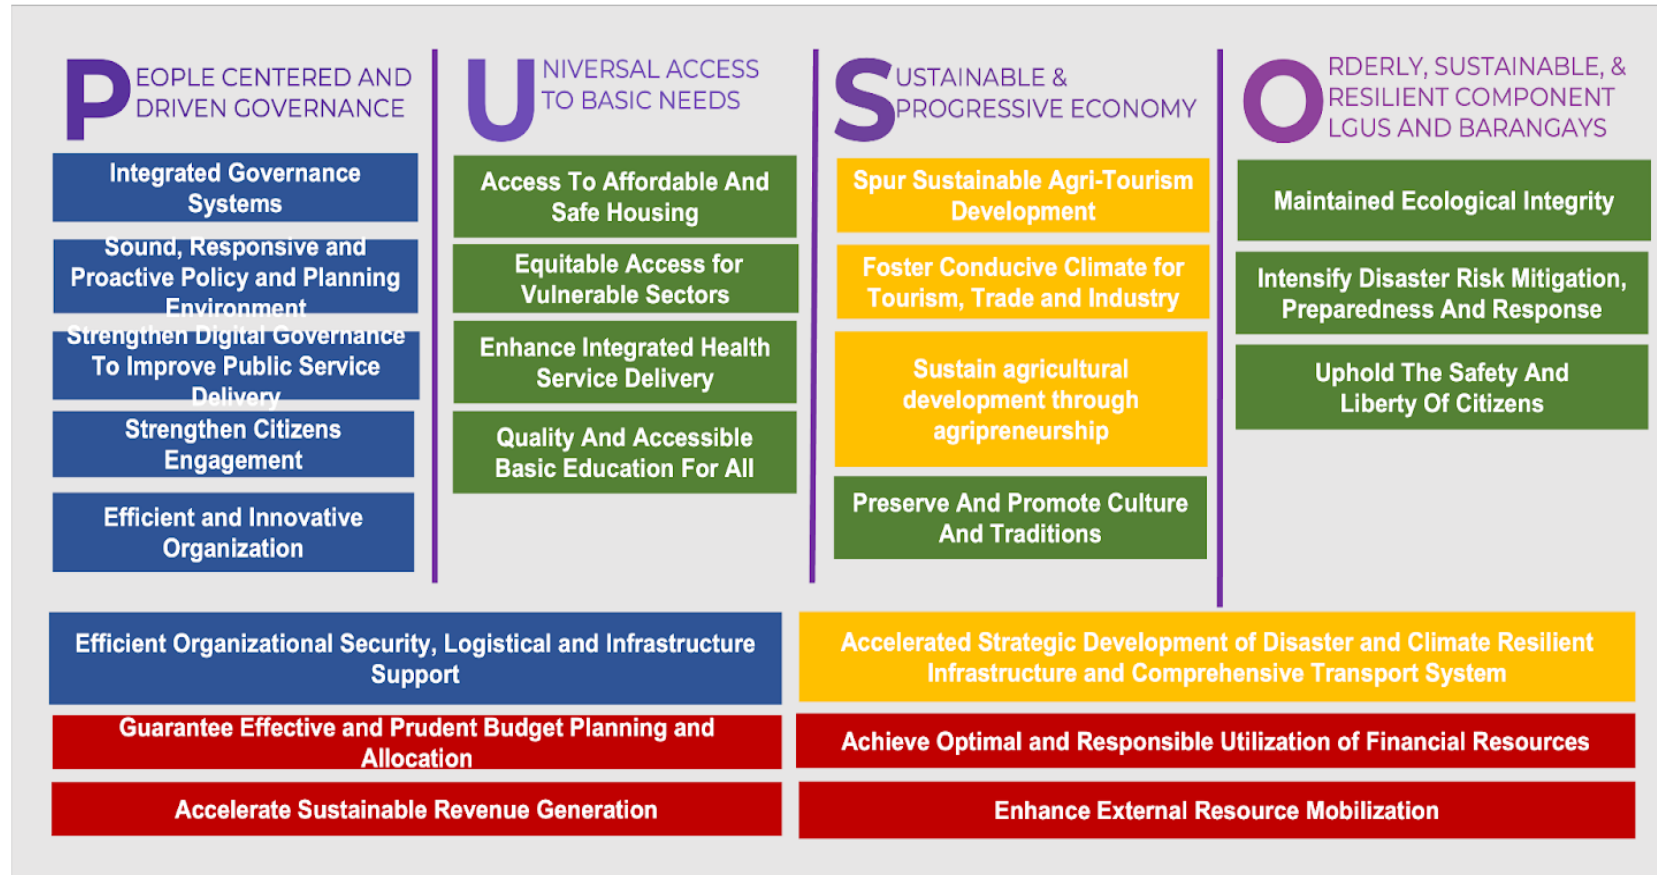 PEOPLE CENTERED AND
DRIVEN GOVERNANCE
Integrated Governance
Systems
Sound, Responsive and
Proactive Policy and Planning
Environment
Strengthen Digital Governance
To Improve Public Service
Delivery
Strengthen Citizens
Engagement
Efficient and Innovative
Organization
UNIVERSAL ACCESS
TO BASIC NEEDS
Access To Affordable And
Safe Housing
Equitable Access for
Vulnerable Sectors
Enhance Integrated Health
Service Delivery
Quality And Accessible
Basic Education For All
SUSTAINABLE &
PROGRESSIVE ECONOMY
Spur Sustainable Agri-Tourism
Development
Foster Conducive Climate for
Tourism, Trade and Industry
Sustain agricultural
development through
agripreneurship
Preserve And Promote Culture
And Traditions
ORDERLY, SUSTAINABLE, &
RESILIENT COMPONENT
LGUS AND BARANGAYS
Maintained Ecological Integrity
Intensify Disaster Risk Mitigation,
Preparedness And Response
Uphold The Safety And
Liberty Of Citizens
Efficient Organizational Security, Logistical and Infrastructure
Support
Accelerated Strategic Development of Disaster and Climate Resilient
Infrastructure and Comprehensive Transport System
Guarantee Effective and Prudent Budget Planning and
Allocation
Achieve Optimal and Responsible Utilization of Financial Resources
Accelerate Sustainable Revenue Generation
Enhance External Resource Mobilization